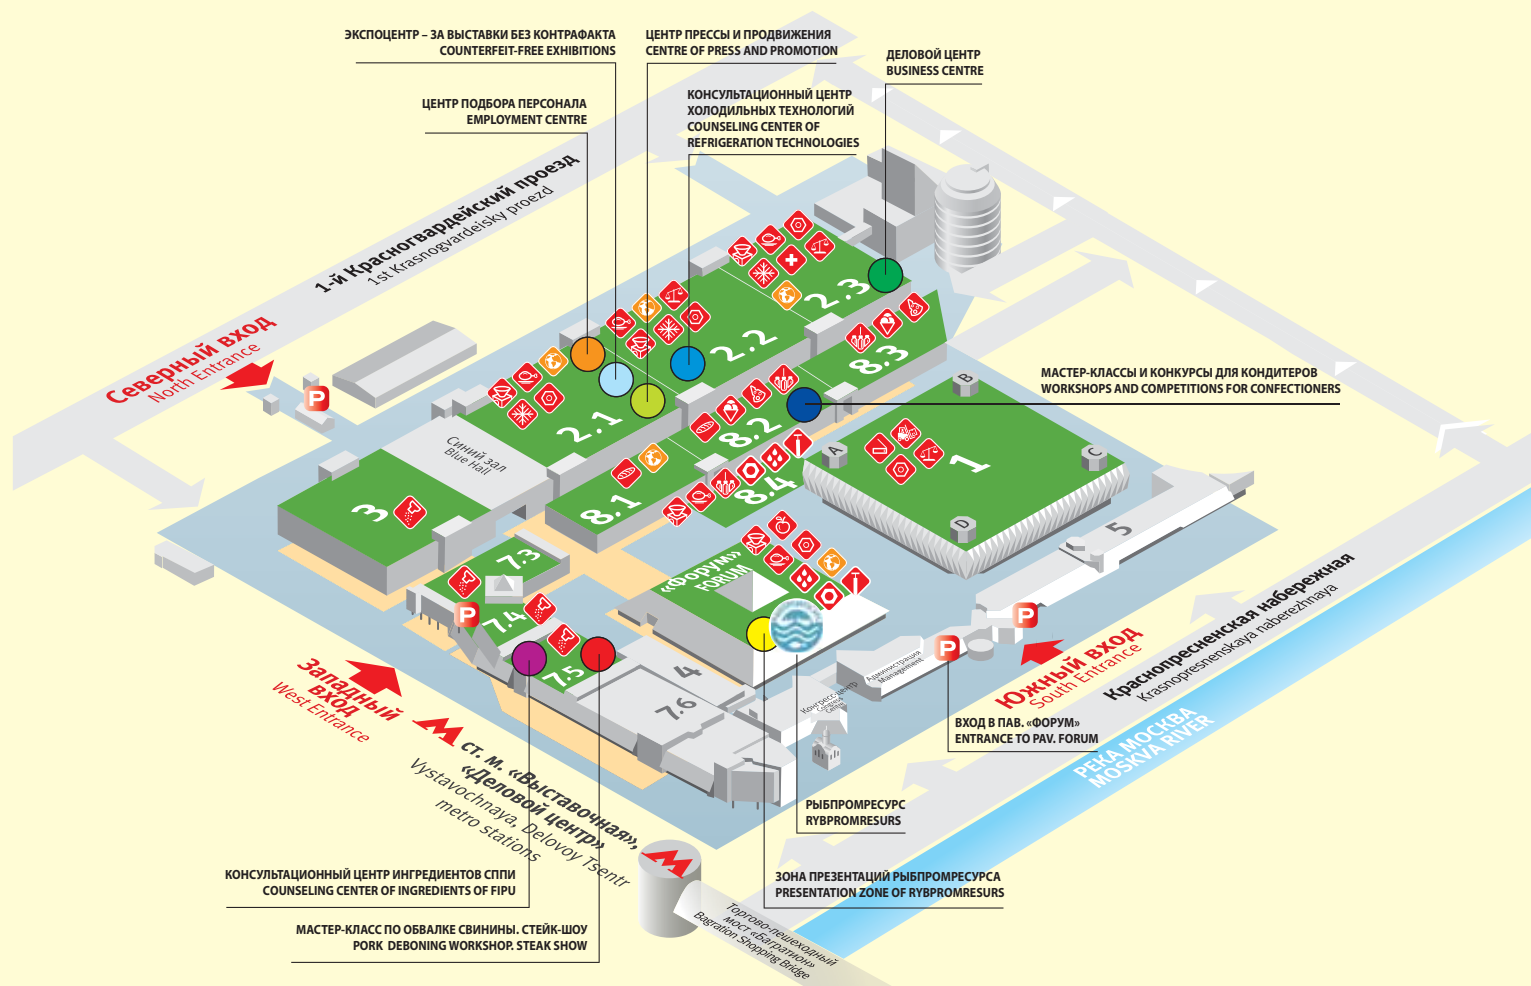 ЭКСПОЦЕНТР – ЗА ВЫСТАВКИ БЕЗ КОНТРАФАКТА
COUNTERFEIT-FREE EXHIBITIONS
ЦЕНТР ПРЕССЫ И ПРОДВИЖЕНИЯ
CENTRE OF PRESS AND PROMOTION
ДЕЛОВОЙ ЦЕНТР
BUSINESS CENTRE
ЦЕНТР ПОДБОРА ПЕРСОНАЛА
EMPLOYMENT CENTRE
КОНСУЛЬТАЦИОННЫЙ ЦЕНТР
ХОЛОДИЛЬНЫХ ТЕХНОЛОГИЙ
COUNSELING CENTER OF
REFRIGERATION TECHNOLOGIES
1-й Красногвардейский проезд
1st Krasnogvardeisky proezd
Северный вход
North Entrance
P
2.3
2.2
2.1
8.3
8.2
8.1
8.4
МАСТЕР-КЛАССЫ И КОНКУРСЫ ДЛЯ КОНДИТЕРОВ
WORKSHOPS AND COMPETITIONS FOR CONFECTIONERS
Синий зал
Blue Hall
3
A
B
C
D
1
5
7.3
7.4
7.5
P
«Форум»
FORUM
4
7.6
Администрация
Management
Конгресс-центр
Congress
Centre
P
P
Западный
вход
West Entrance
ст. м. «Выставочная»,
«Деловой центр»
Vystavochnaya, Delovoy Tsentr
metro stations
Южный вход
South Entrance
Краснопресненская набережная
Krasnopresnenskaya naberezhnaya
РЕКА МОСКВА
MOSKVA RIVER
ВХОД В ПАВ. «ФОРУМ»
ENTRANCE TO PAV. FORUM
РЫБПРОМРЕСУРС
RYBPROMRESURS
ЗОНА ПРЕЗЕНТАЦИЙ РЫБПРОМРЕСУРСА
PRESENTATION ZONE OF RYBPROMRESURS
КОНСУЛЬТАЦИОННЫЙ ЦЕНТР ИНГРЕДИЕНТОВ СППИ
COUNSELING CENTER OF INGREDIENTS OF FIPU
МАСТЕР-КЛАСС ПО ОБВАЛКЕ СВИНИНЫ. СТЕЙК-ШОУ
PORK DEBONING WORKSHOP. STEAK SHOW
Торгово-пешеходный
мост «Багратион»
Bagration Shopping Bridge